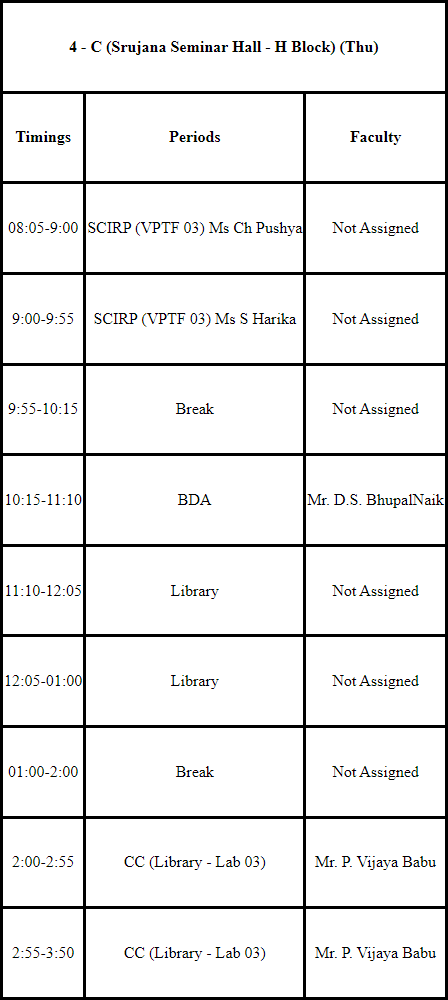 4 - C (Srujana Seminar Hall - H Block) (Thu)
Timings Periods Faculty
08:05-9:00 SCIRP (VPTF 03) Ms Ch Pushya Not Assigned
9:00-9:55 SCIRP (VPTF 03) Ms S Harika Not Assigned
9:55-10:15 Break Not Assigned
10:15-11:10 BDA Mr. D.S. BhupalNaik
11:10-12:05 Library Not Assigned
12:05-01:00 Library Not Assigned
01:00-2:00 Break Not Assigned
2:00-2:55 CC (Library - Lab 03) Mr. P. Vijaya Babu
2:55-3:50 CC (Library - Lab 03) Mr. P. Vijaya Babu